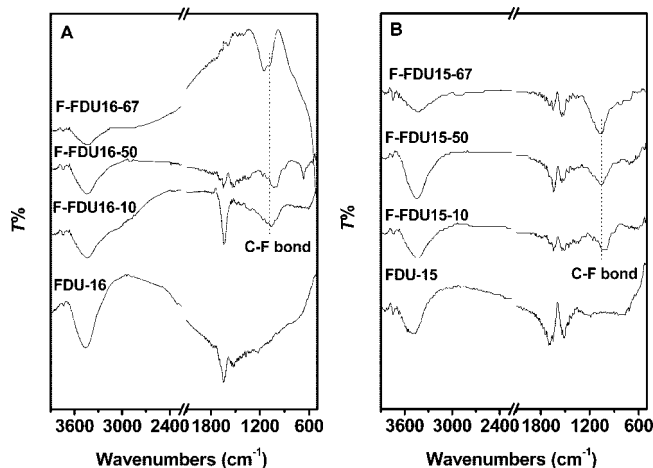 A
F-FDU16-67
F-FDU16-50
F-FDU16-10
C-F bond
FDU-16
T%
3900 3000 2400 1800 1200 600
Wavenumbers (cm-1)
B
F-FDU15-67
F-FDU15-50
F-FDU15-10
C-F bond
FDU-15
T%
3600 3000 2400 1800 1200 600
Wavenumbers (cm-1)